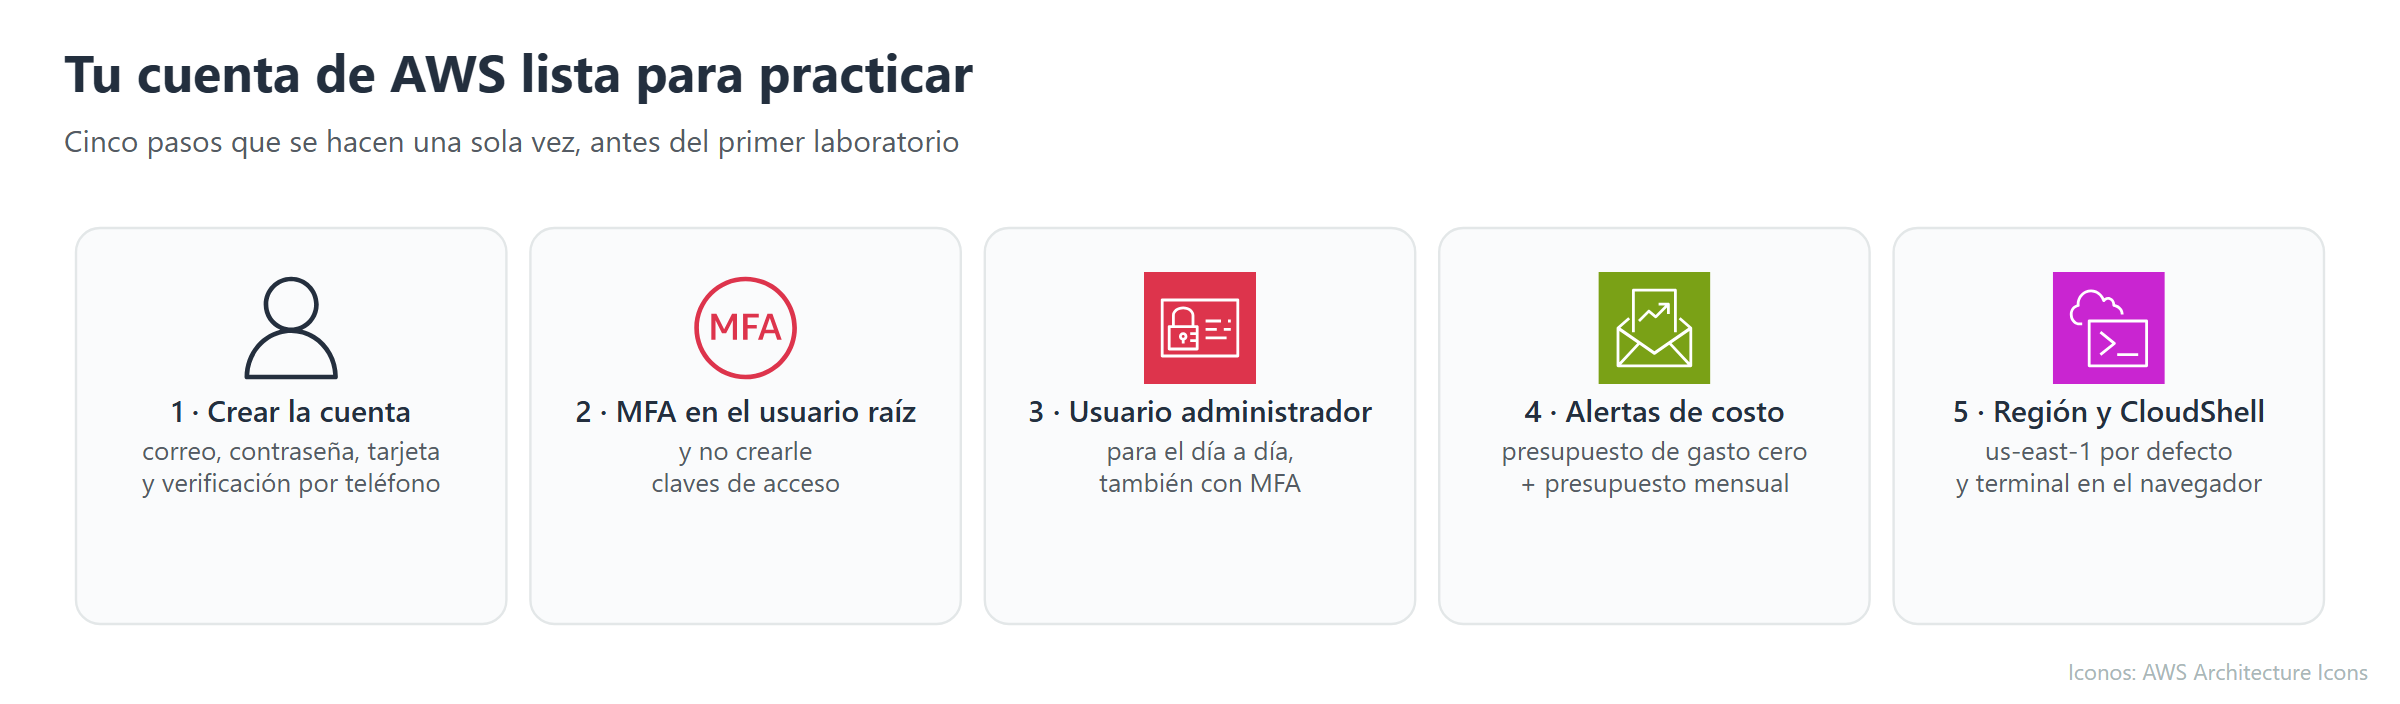 Tu cuenta de AWS lista para practicar
Cinco pasos que se hacen una sola vez, antes del primer laboratorio
1 · Crear la cuenta
correo, contraseña, tarjeta
y verificación por teléfono
MFA
2 · MFA en el usuario raíz
y no crearle
claves de acceso
3 · Usuario administrador
para el día a día,
también con MFA
4 · Alertas de costo
presupuesto de gasto cero
+ presupuesto mensual
5 · Región y CloudShell
us-east-1 por defecto
y terminal en el navegador
Iconos: AWS Architecture Icons